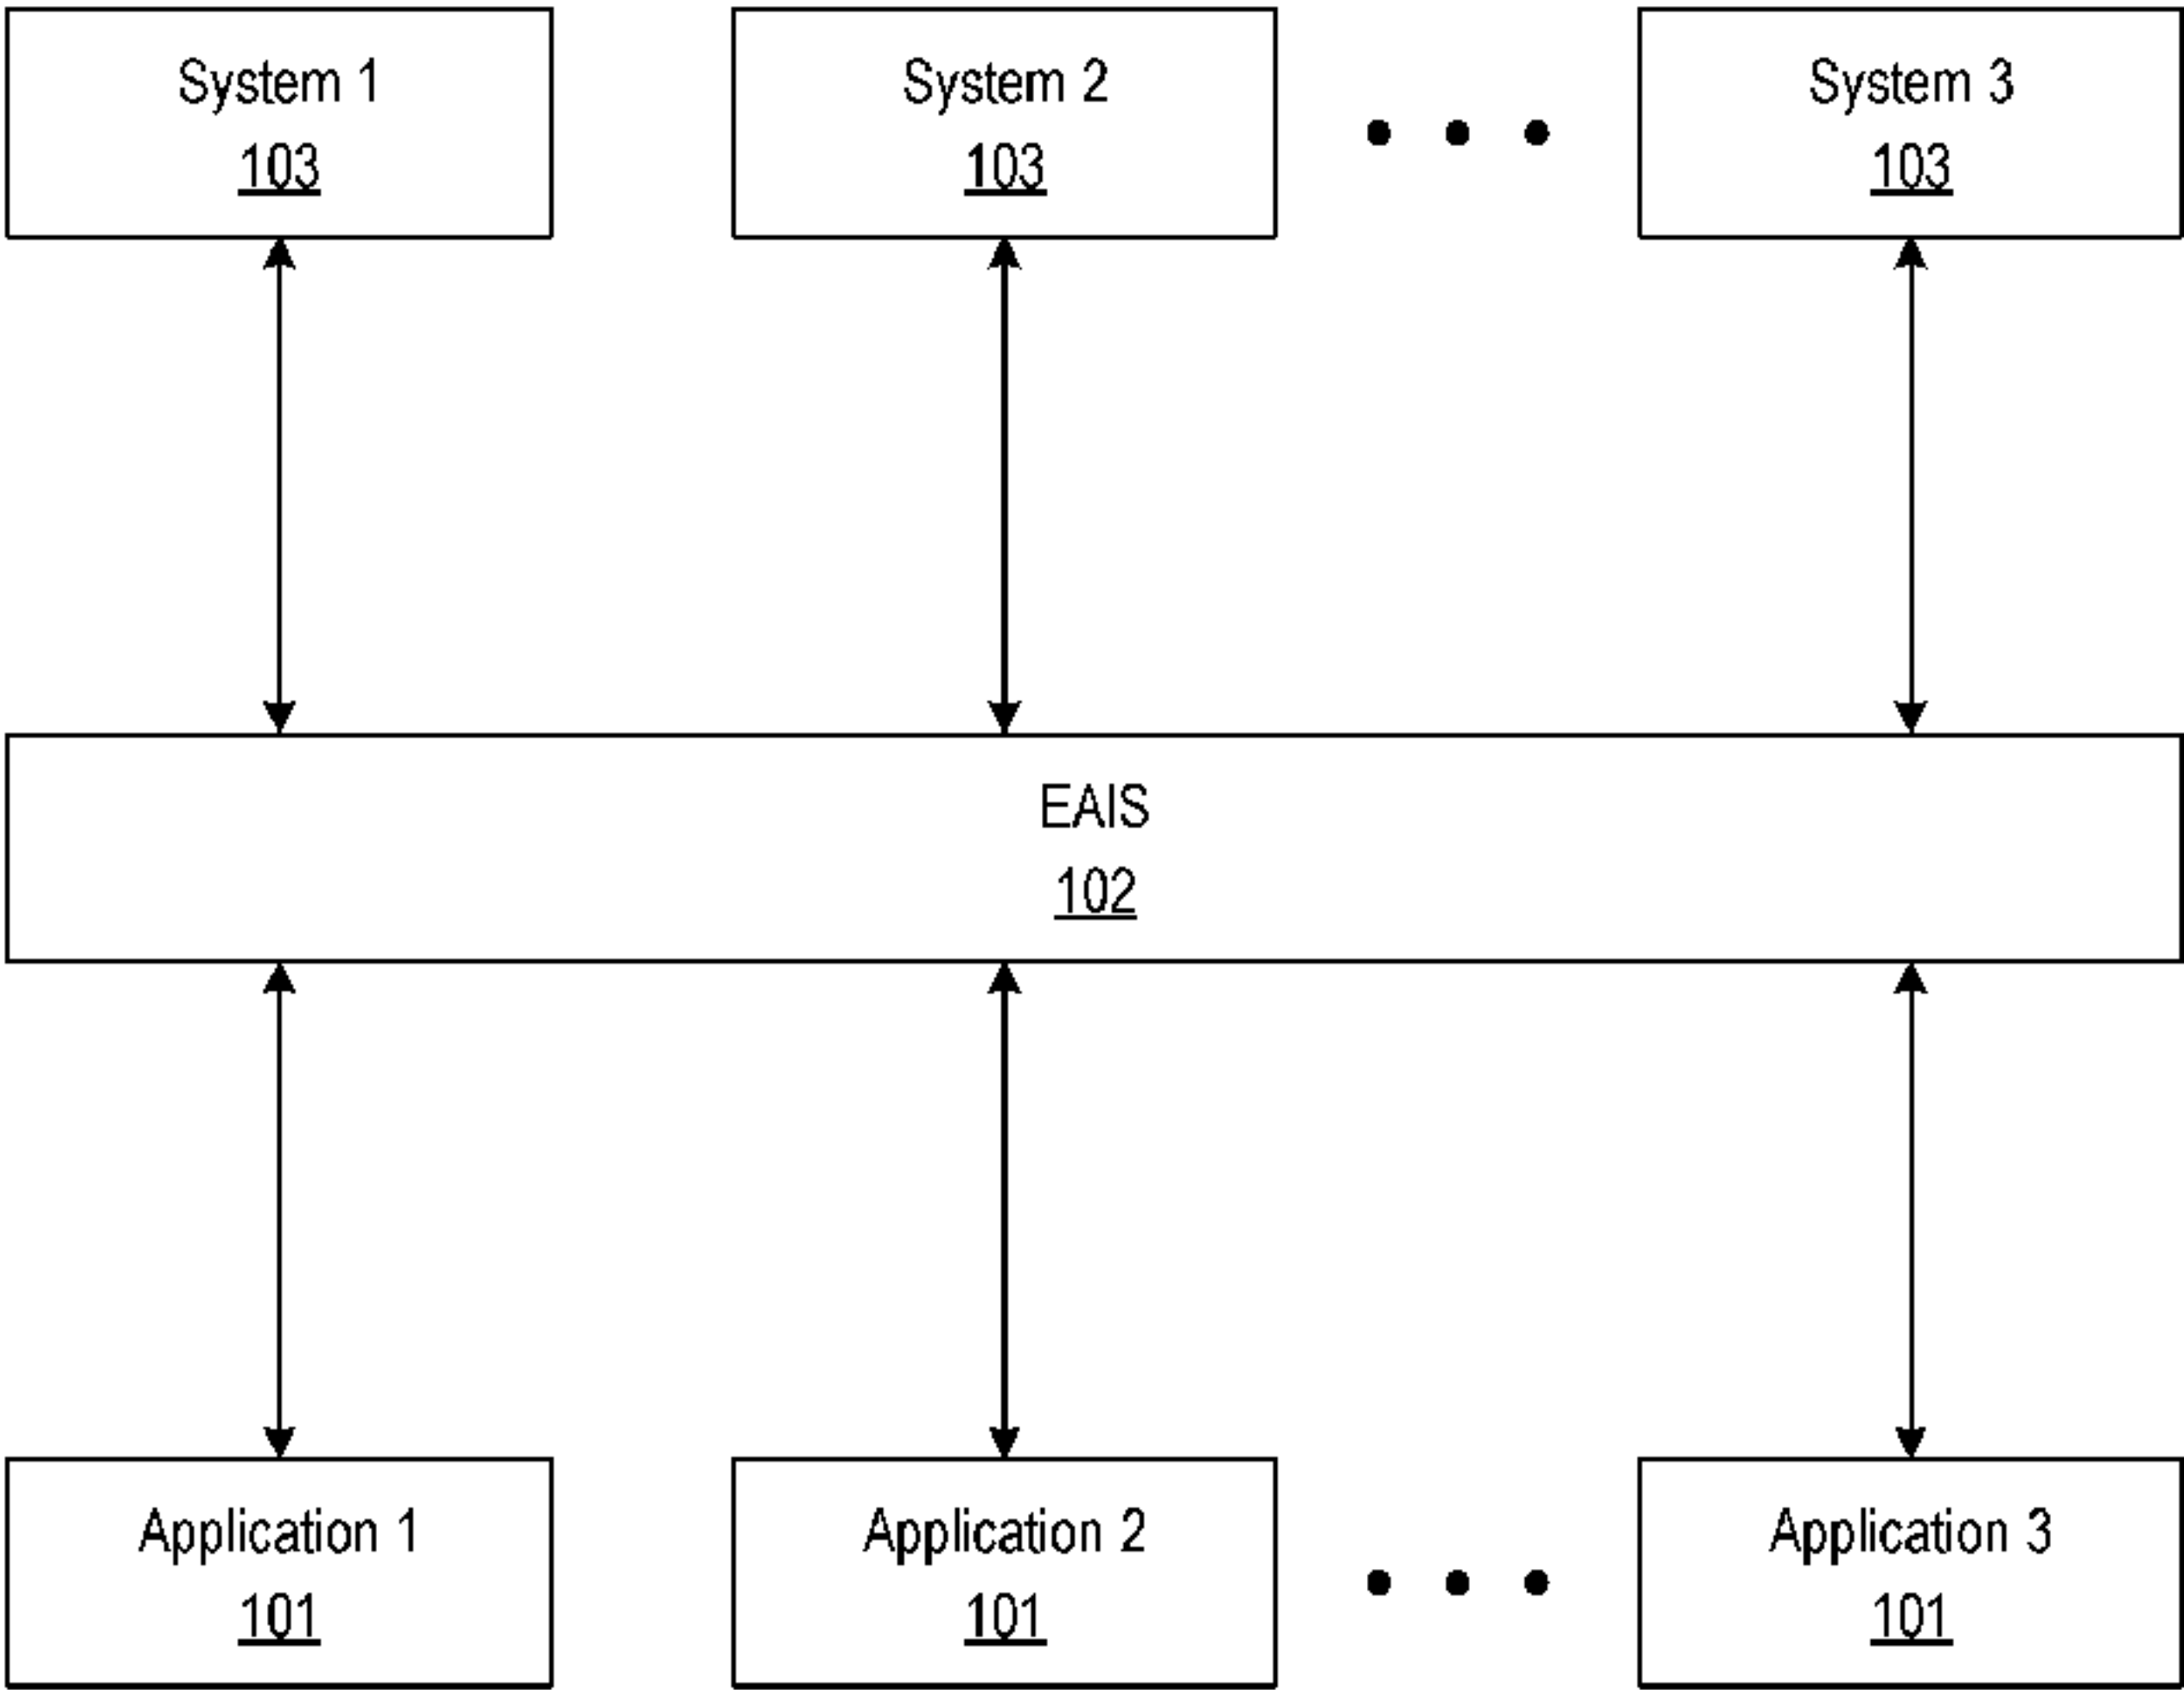 System 1
103
System 2
103
System 3
103
EAIS
102
Application 1
101
Application 2
101
Application 3
101